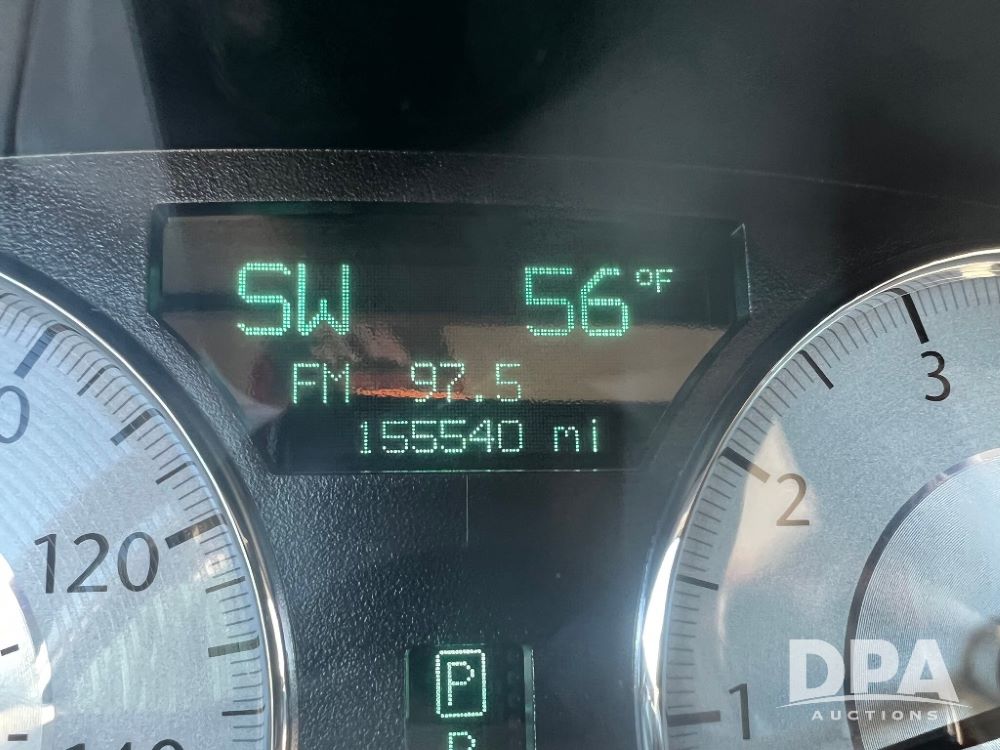 SW 56 °F
FM 97.5
155540 mi
3
2
120
P
1
DPA
AUCTIONS